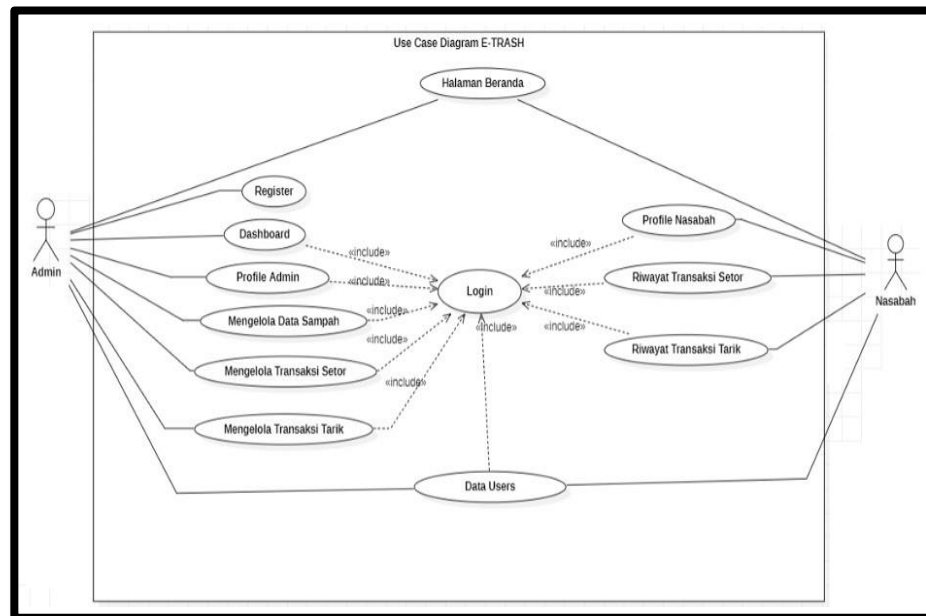 Use Case Diagram E-TRASH
Halaman Beranda
Register
Dashboard
Profile Admin
Mengelola Data Sampah
Mengelola Transaksi Setor
Mengelola Transaksi Tarik
Admin
«include»
«include»
«include»
«include»
«include»
Login
«include»
«include»
«include»
«include»
Profile Nasabah
Riwayat Transaksi Setor
Riwayat Transaksi Tarik
Nasabah
Data Users